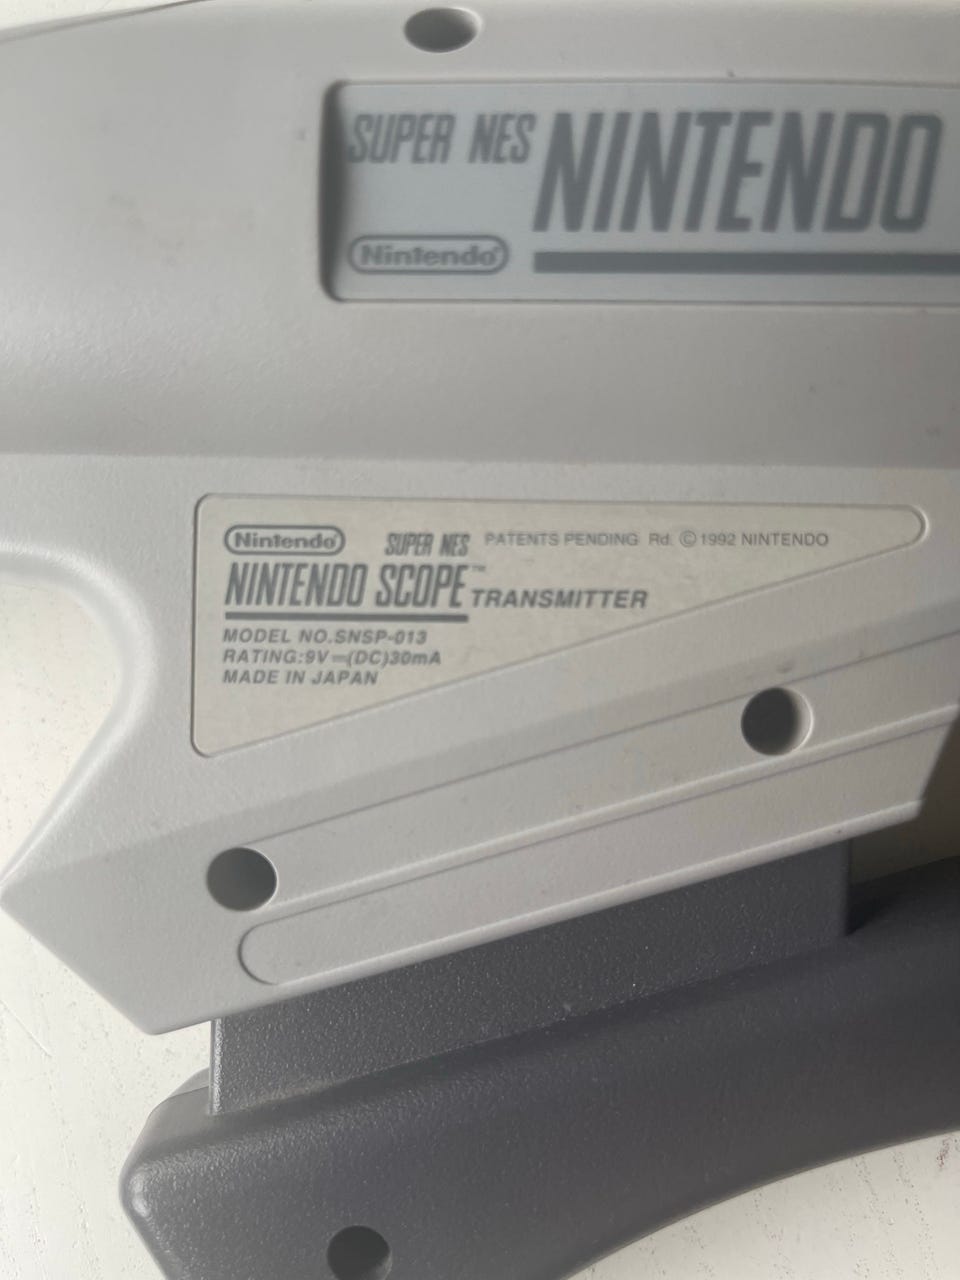 SUPER NES NINTENDO
Nintendo
Nintendo SUPER NES PATENTS PENDING Rd. ©1992 NINTENDO
NINTENDO SCOPE™ TRANSMITTER
MODEL NO.SNSP-013
RATING:9V⎓(DC)30mA
MADE IN JAPAN